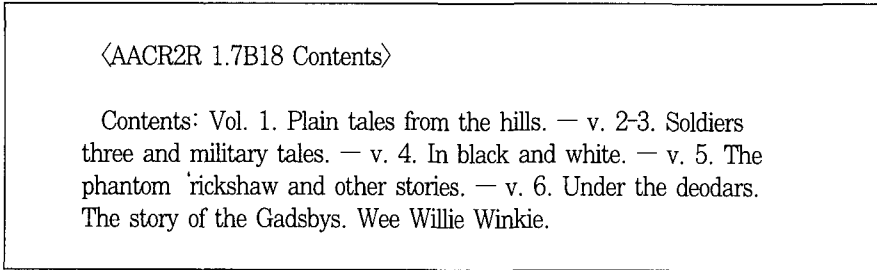 〈AACR2R 1.7B18 Contents〉
Contents: Vol. 1. Plain tales from the hills. — v. 2-3. Soldiers
three and military tales. — v. 4. In black and white. — v. 5. The
phantom 'rickshaw and other stories. — v. 6. Under the deodars.
The story of the Gadsbys. Wee Willie Winkie.